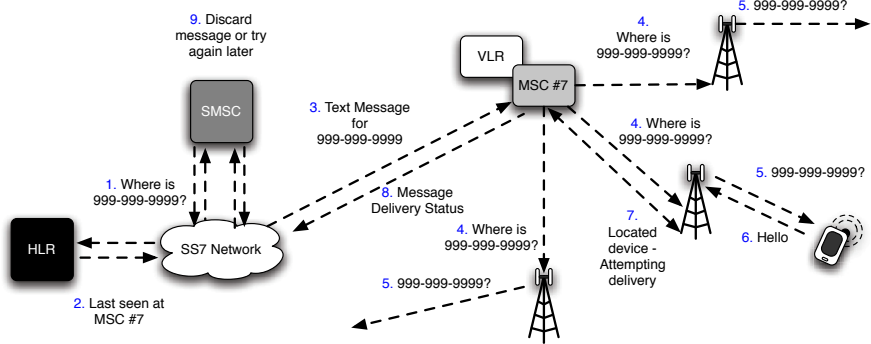 9. Discard
message or try
again later
SMSC
1. Where is
999-999-9999?
HLR
SS7 Network
2. Last seen at
MSC #7
3. Text Message
for
999-999-9999
8. Message
Delivery Status
VLR
MSC #7
4.
Where is
999-999-9999?
5. 999-999-9999?
4. Where is
999-999-9999?
5. 999-999-9999?
6. Hello
7.
Located
device -
Attempting
delivery
4. Where is
999-999-9999?
5. 999-999-9999?